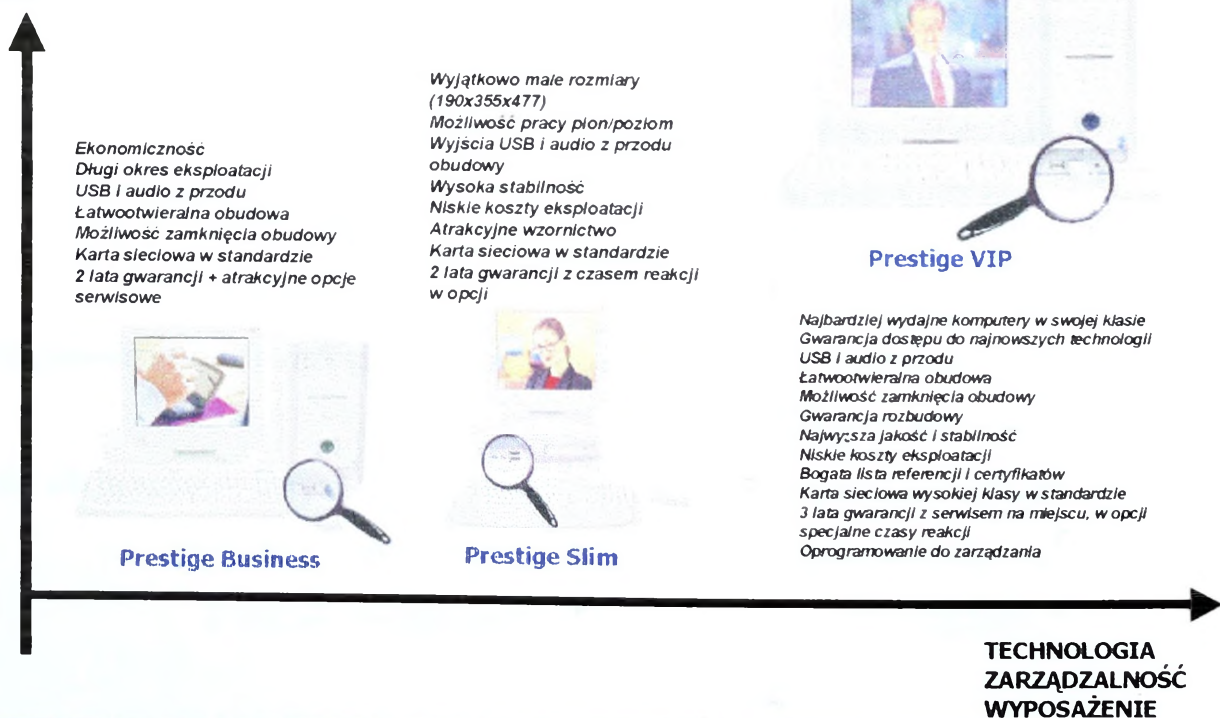 Ekonomiczność
Długi okres eksploatacji
USB i audio z przodu
Łatwootwieralna obudowa
Możliwość zamknięcia obudowy
Karta sieciowa w standardzie
2 lata gwarancji + atrakcyjne opcje
serwisowe
Prestige Business
Wyjątkowo małe rozmiary
(190x355x477)
Możliwość pracy pion/poziom
Wyjścia USB i audio z przodu
obudowy
Wysoka stabilność
Niskie koszty eksploatacji
Atrakcyjne wzornictwo
Karta sieciowa w standardzie
2 lata gwarancji z czasem reakcji
w opcji
Prestige Slim
Prestige VIP
Najbardziej wydajne komputery w swojej klasie
Gwarancja dostępu do najnowszych technologii
USB i audio z przodu
Łatwootwieralna obudowa
Możliwość zamknięcia obudowy
Gwarancja rozbudowy
Najwyższa jakość i stabilność
Niskie koszty eksploatacji
Bogata lista referencji i certyfikatów
Karta sieciowa wysokiej klasy w standardzie
3 lata gwarancji z serwisem na miejscu, w opcji
specjalne czasy reakcji
Oprogramowanie do zarządzania
TECHNOLOGIA
ZARZĄDZALNOŚĆ
WYPOSAŻENIE